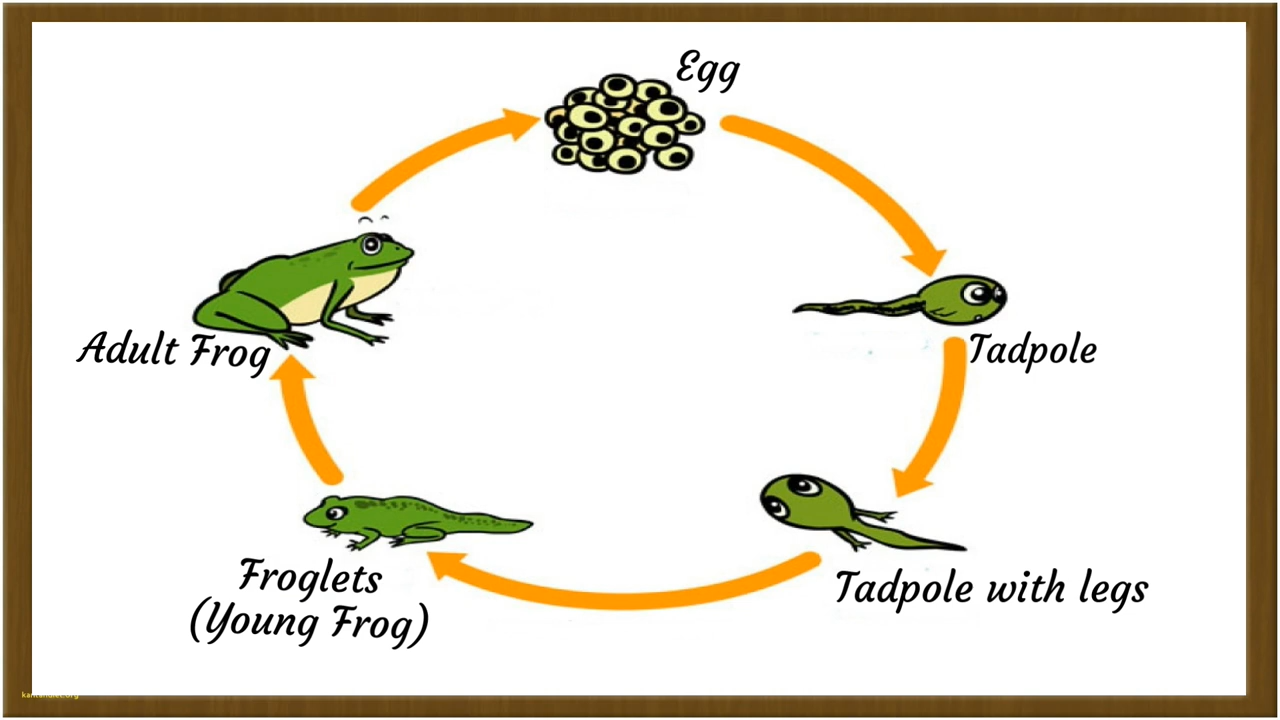 Egg
Tadpole
Tadpole with legs
Froglets
(Young Frog)
Adult Frog